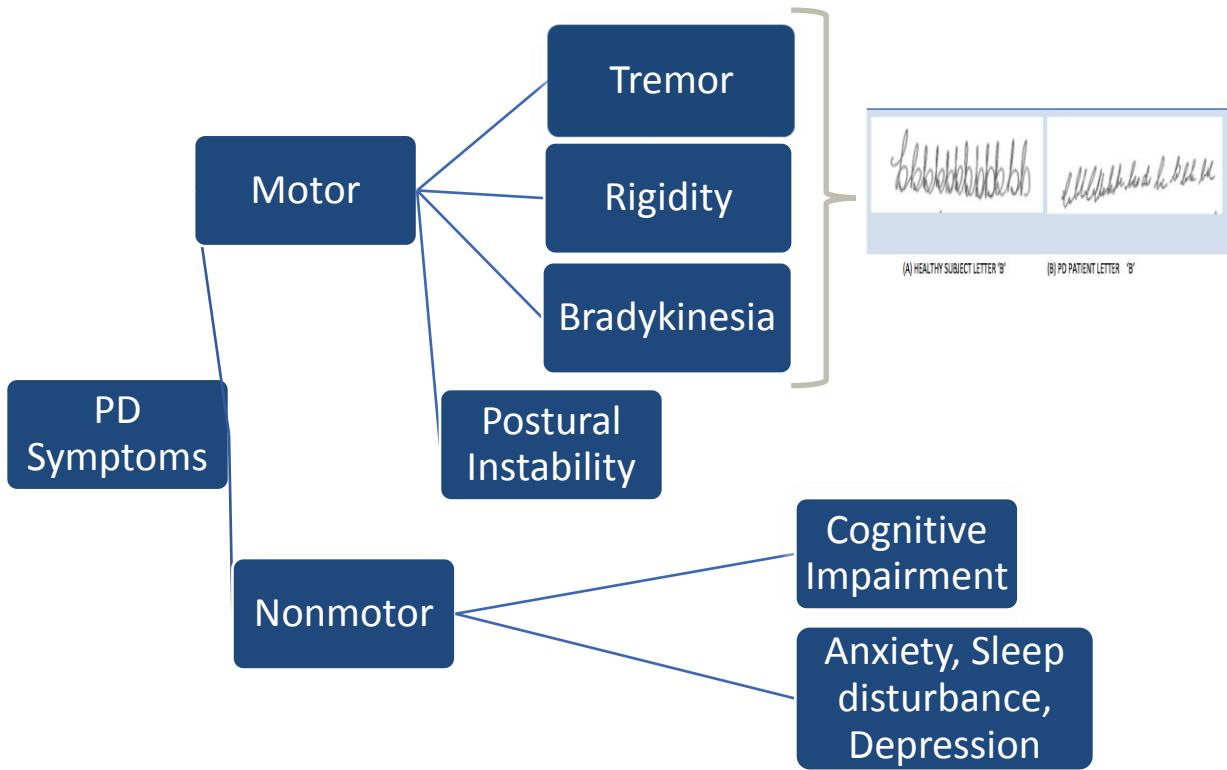 Tremor
Motor
Rigidity
Bradykinesia
(A) HEALTHY SUBJECT LETTER 'B'
(B) PD PATIENT LETTER 'B'
PD
Symptoms
Postural
Instability
Cognitive
Impairment
Nonmotor
Anxiety, Sleep
disturbance,
Depression